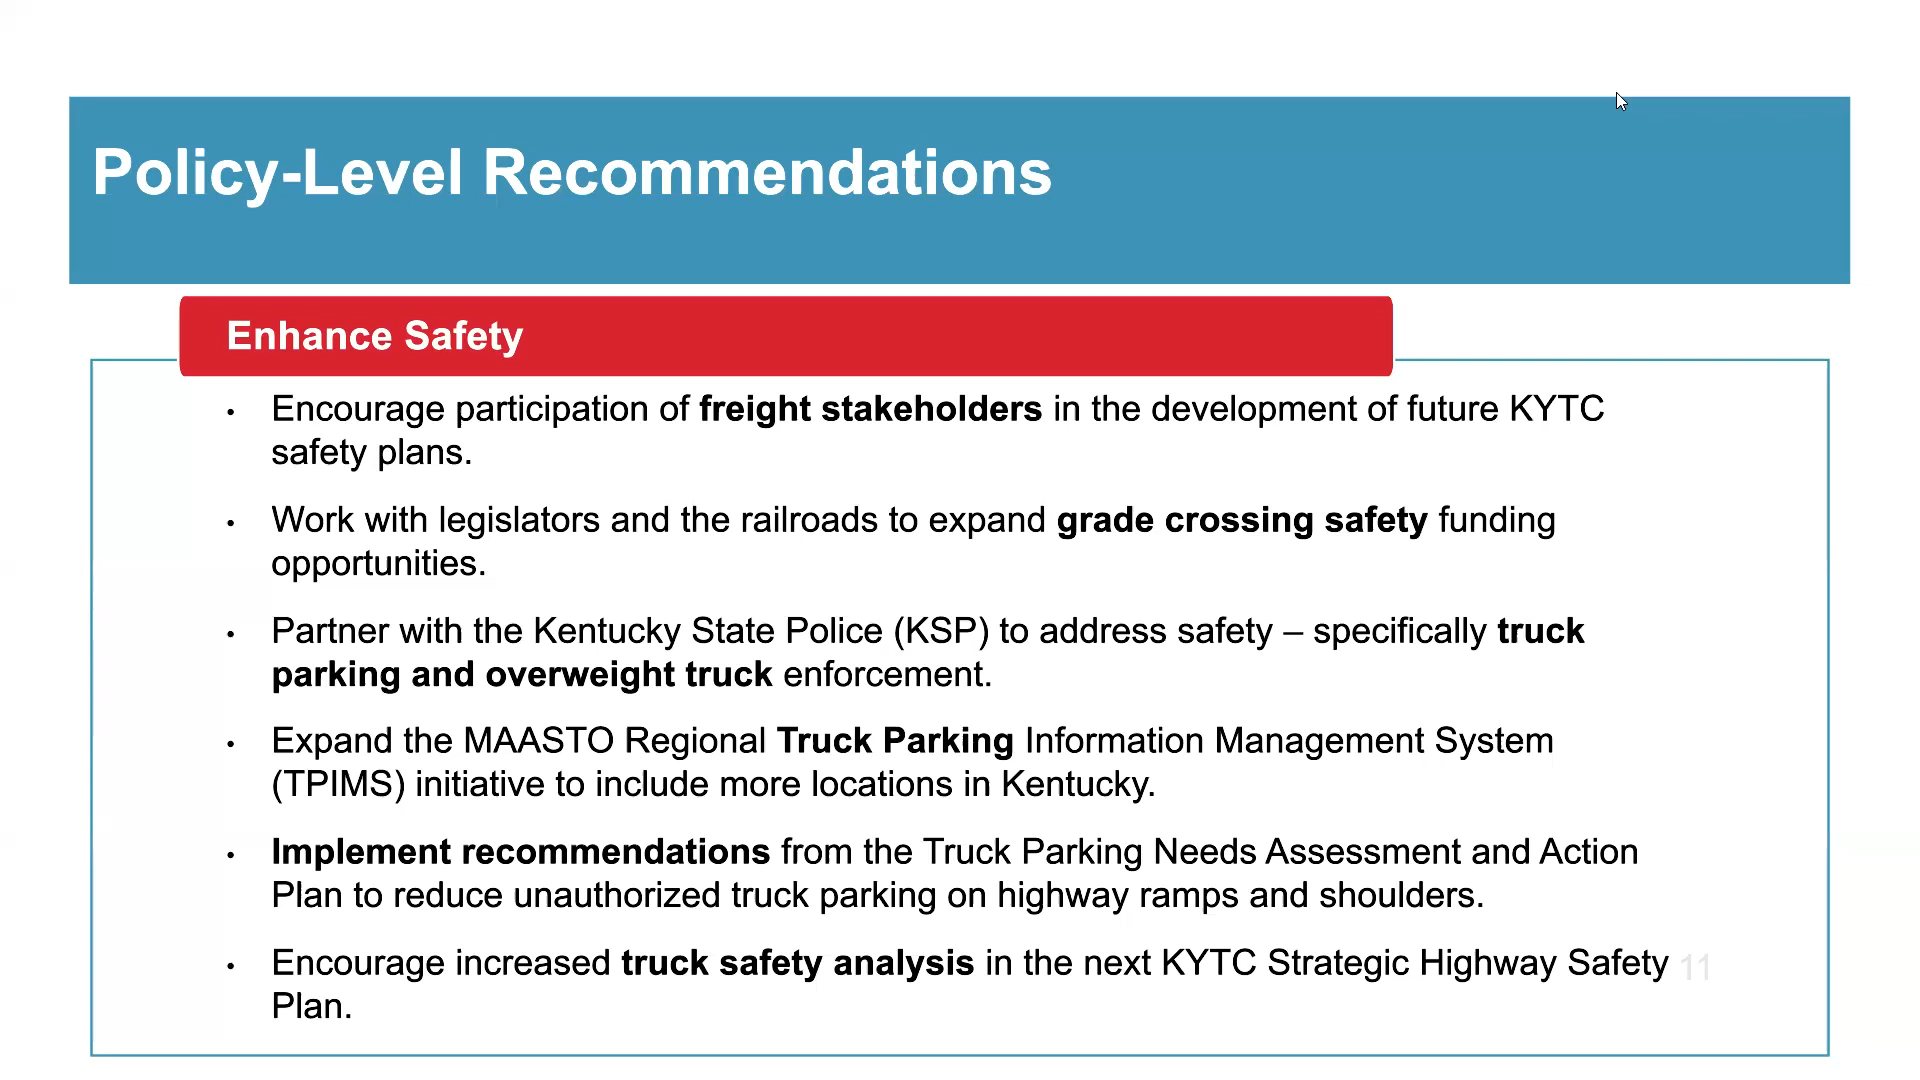 Policy-Level Recommendations
Enhance Safety
• Encourage participation of freight stakeholders in the development of future KYTC
safety plans.
• Work with legislators and the railroads to expand grade crossing safety funding
opportunities.
• Partner with the Kentucky State Police (KSP) to address safety – specifically truck
parking and overweight truck enforcement.
• Expand the MAASTO Regional Truck Parking Information Management System
(TPIMS) initiative to include more locations in Kentucky.
• Implement recommendations from the Truck Parking Needs Assessment and Action
Plan to reduce unauthorized truck parking on highway ramps and shoulders.
• Encourage increased truck safety analysis in the next KYTC Strategic Highway Safety
Plan.
11